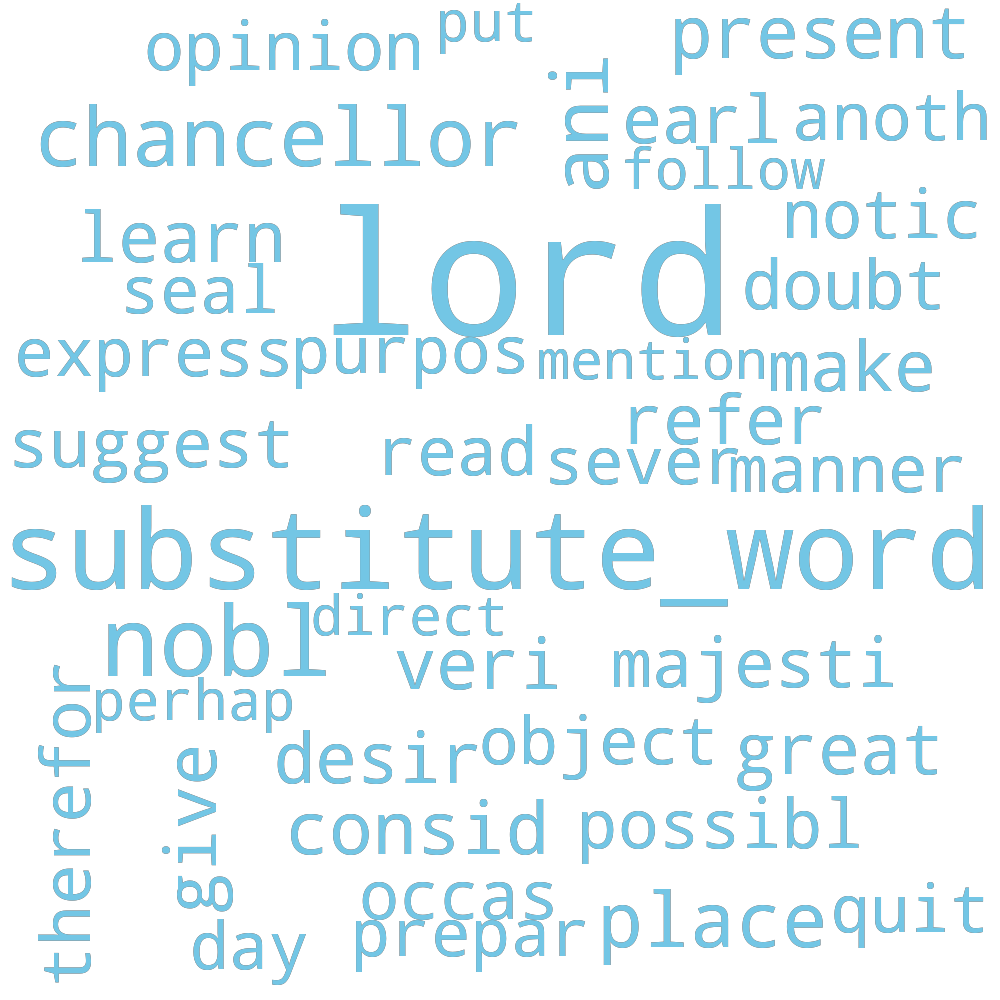 put
opinion
present
ani
chancellor
earl
anoth
follow
notic
learn
lord
seal
doubt
express
purpos
mention
make
refer
suggest
read
sever
manner
substitute_word
nobl
direct
veri
majesti
perhap
therefor
give
desir
object
great
consid
possibl
occas
place
quit
prepar
day